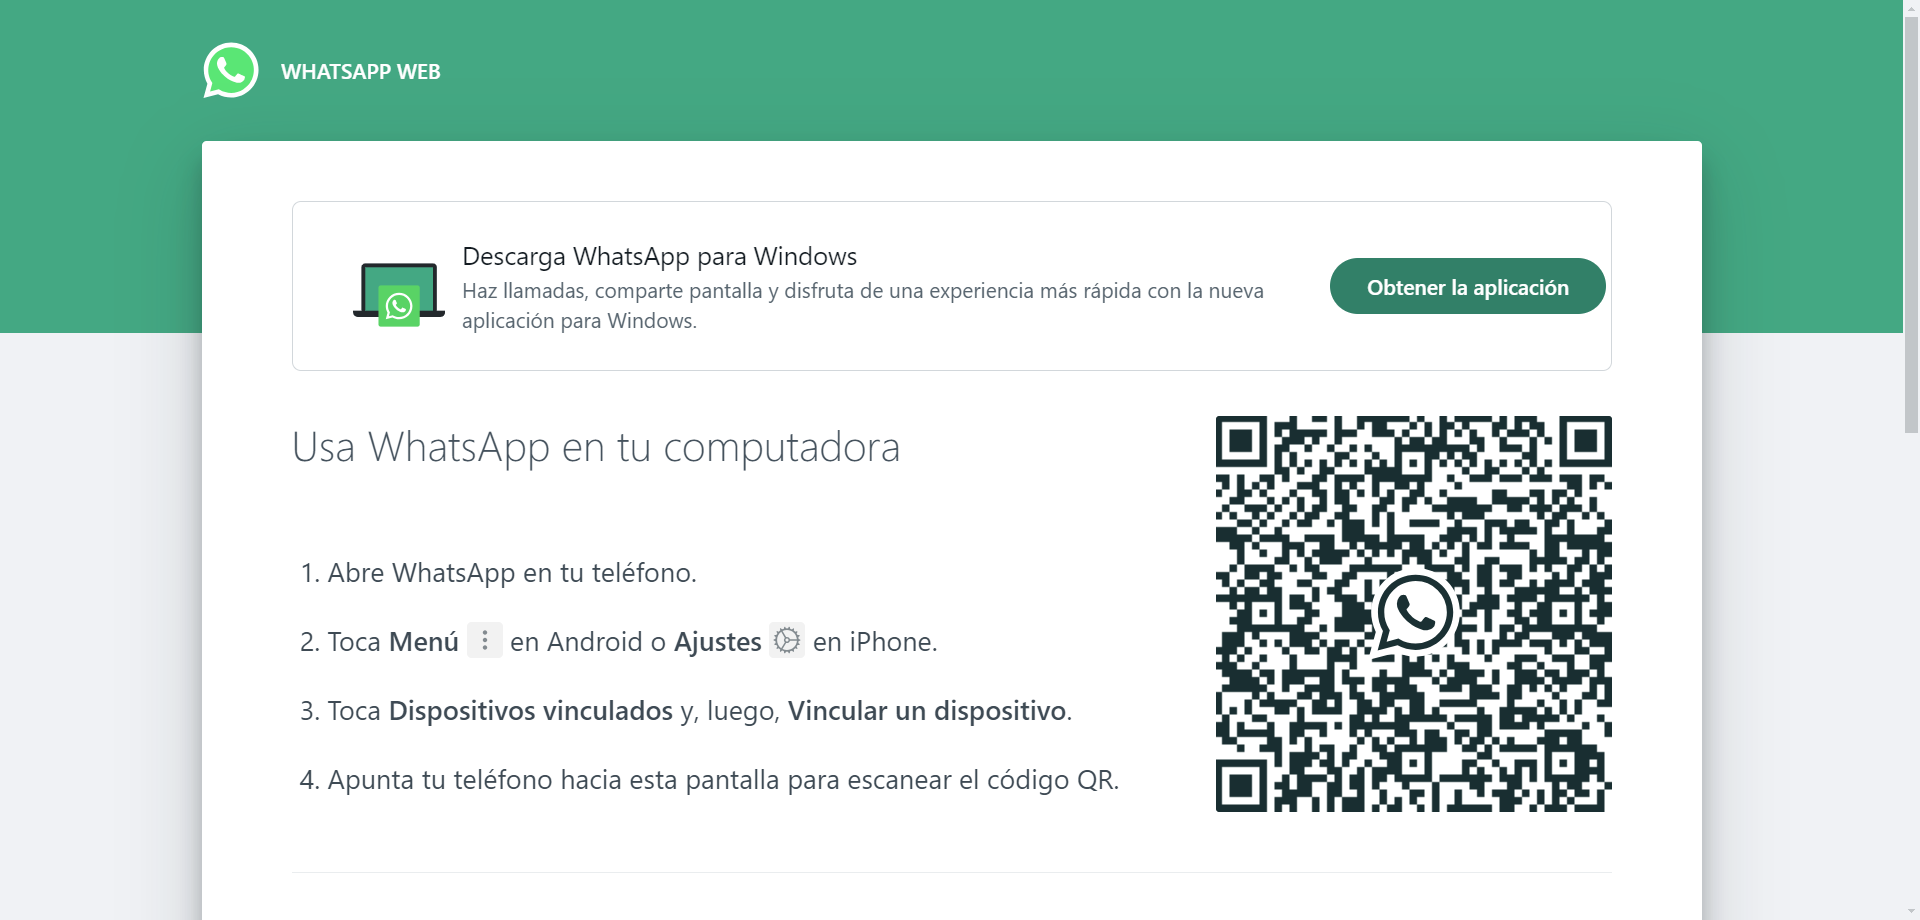 WHATSAPP WEB
Descarga WhatsApp para Windows
Haz llamadas, comparte pantalla y disfruta de una experiencia más rápida con la nueva
aplicación para Windows.
Obtener la aplicación
Usa WhatsApp en tu computadora
1. Abre WhatsApp en tu teléfono.
2. Toca Menú en Android o Ajustes en iPhone.
3. Toca Dispositivos vinculados y, luego, Vincular un dispositivo.
4. Apunta tu teléfono hacia esta pantalla para escanear el código QR.